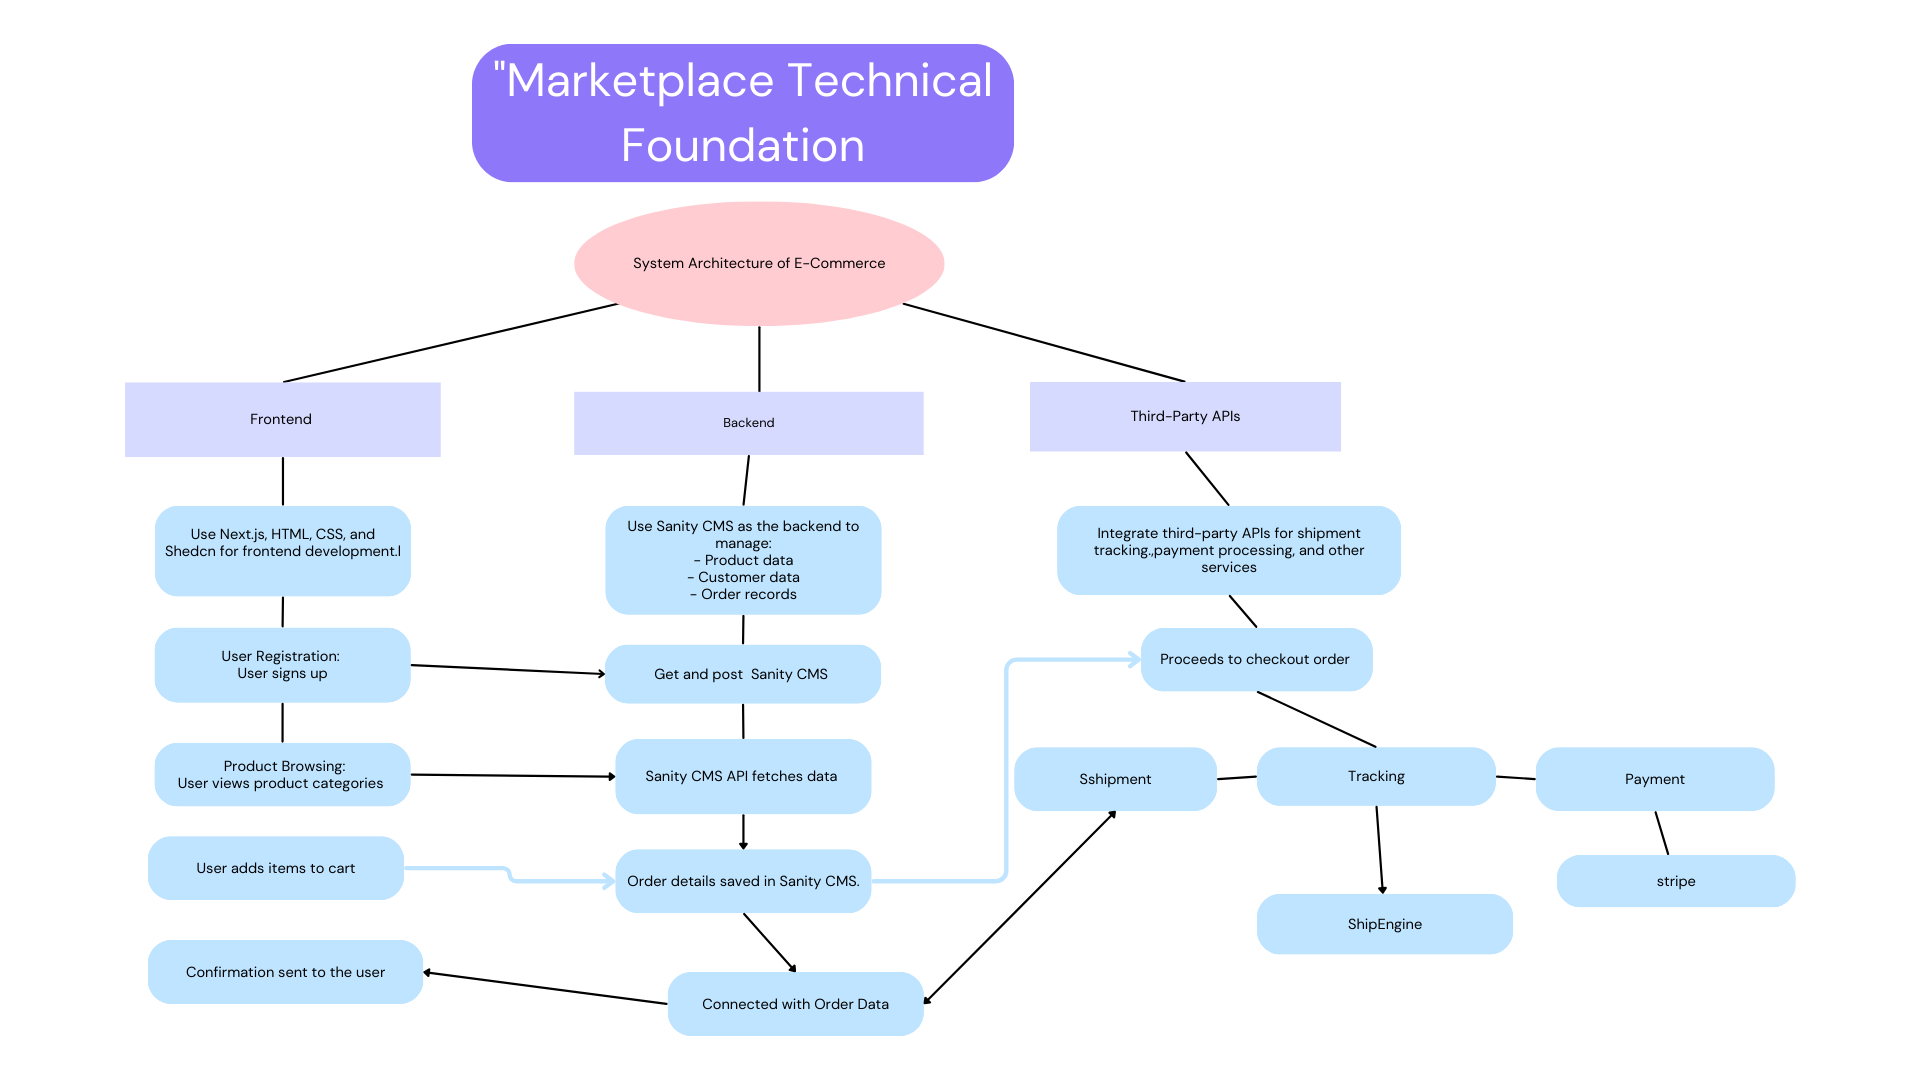 "Marketplace Technical
Foundation
System Architecture of E-Commerce
Frontend
Backend
Third-Party APIs
Use Next.js, HTML, CSS, and
Shedcn for frontend development.l
Use Sanity CMS as the backend to
manage:
- Product data
- Customer data
- Order records
Integrate third-party APIs for shipment
tracking.,payment processing, and other
services
User Registration:
User signs up
Get and post  Sanity CMS
Proceeds to checkout order
Product Browsing:
User views product categories
Sanity CMS API fetches data
Sshipment
Tracking
Payment
User adds items to cart
Order details saved in Sanity CMS.
stripe
ShipEngine
Confirmation sent to the user
Connected with Order Data